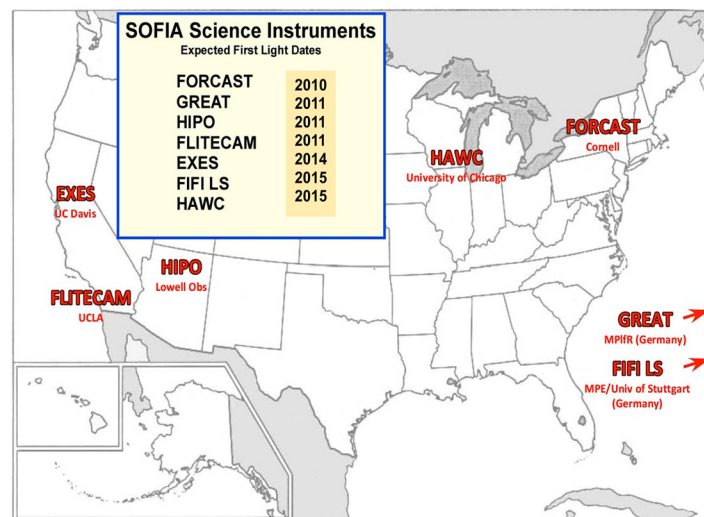 SOFIA Science Instruments
Expected First Light Dates
FORCAST 2010
GREAT 2011
HIPO 2011
FLITECAM 2011
EXES 2014
FIFI LS 2015
HAWC 2015
FORCAST
Cornell
HAWC
University of Chicago
EXES
UC Davis
HIPO
Lowell Obs
FLITECAM
UCLA
GREAT
MPIfR (Germany)
FIFI LS
MPE/Univ of Stuttgart
(Germany)